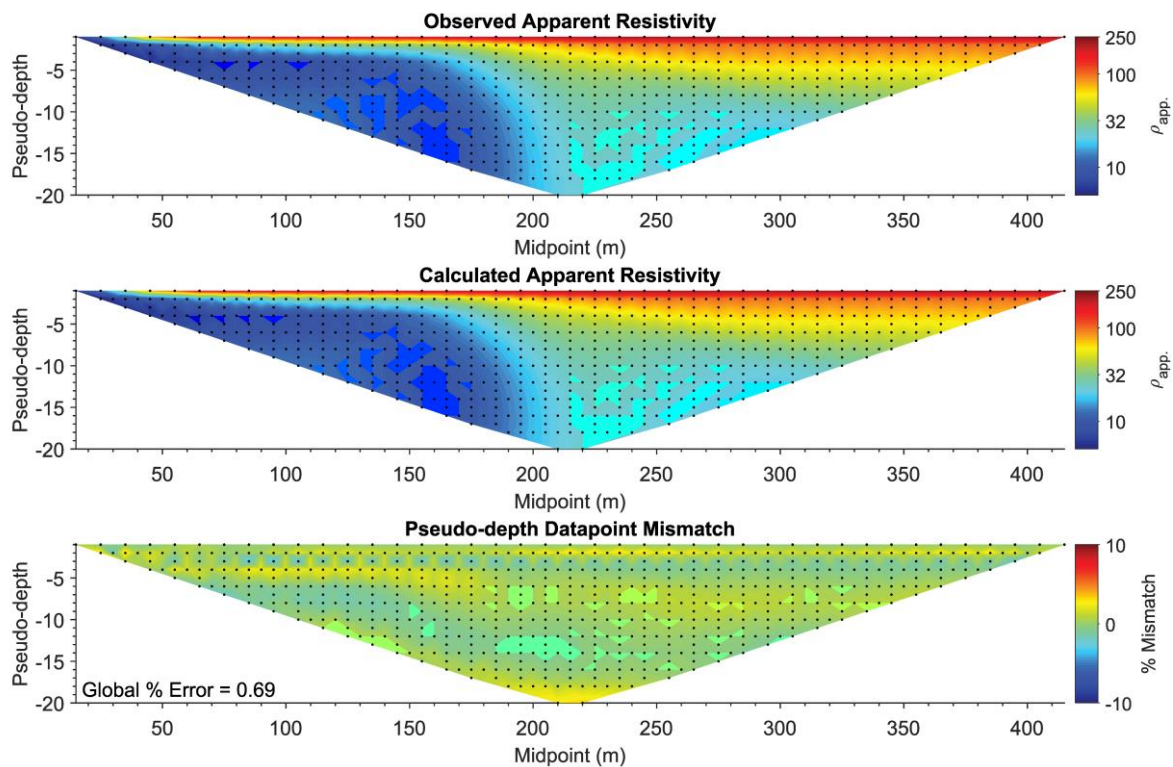 Observed Apparent Resistivity
Pseudo-depth
-5
-10
-15
-20
50 100 150 200 250 300 350 400
Midpoint (m)
250
100
32
10
ρapp.
Calculated Apparent Resistivity
Pseudo-depth
-5
-10
-15
-20
50 100 150 200 250 300 350 400
Midpoint (m)
250
100
32
10
ρapp.
Pseudo-depth Datapoint Mismatch
Pseudo-depth
-5
-10
-15
-20
Global % Error = 0.69
50 100 150 200 250 300 350 400
Midpoint (m)
10
0
-10
% Mismatch